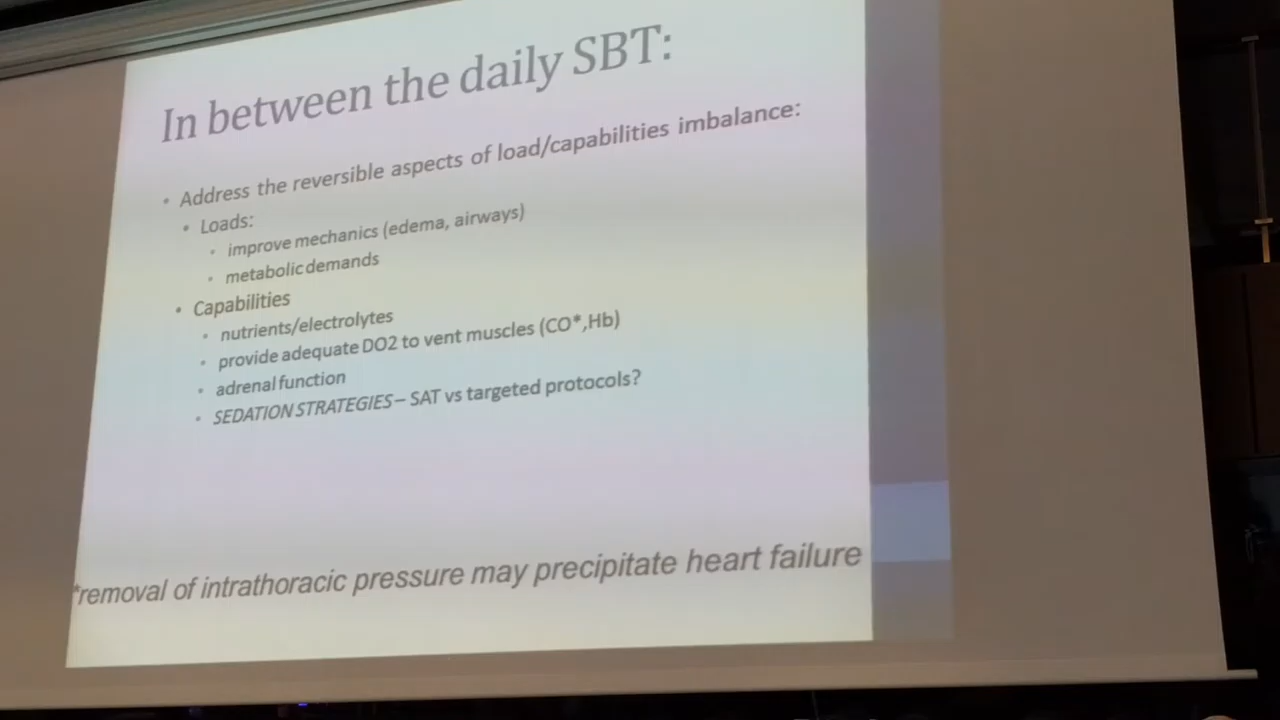 In between the daily SBT:
• Address the reversible aspects of load/capabilities imbalance:
• Loads:
• improve mechanics (edema, airways)
• metabolic demands
• Capabilities
• nutrients/electrolytes
• provide adequate DO2 to vent muscles (CO*,Hb)
• adrenal function
• SEDATION STRATEGIES – SAT vs targeted protocols?
*removal of intrathoracic pressure may precipitate heart failure